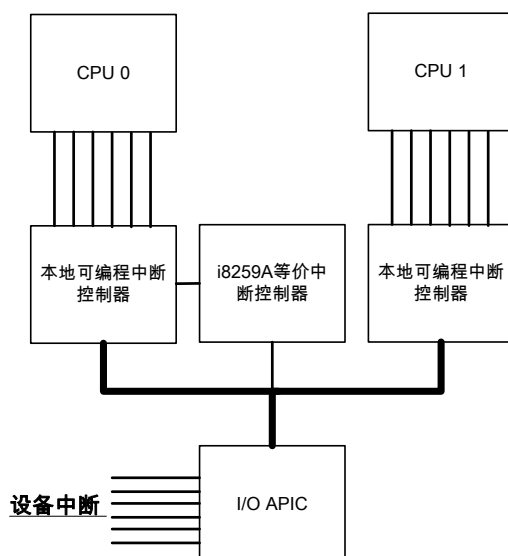 CPU 0
CPU 1
本地可编程中断
控制器
i8259A等价中
断控制器
本地可编程中断
控制器
设备中断
I/O APIC